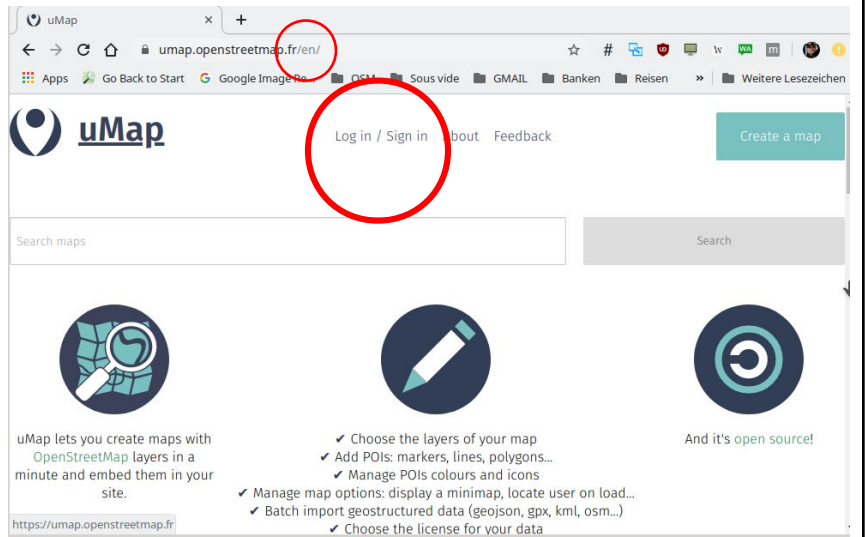 uMap
umap.openstreetmap.fr/en/
# W WA m
Apps Go Back to Start G Google Image Re... OSM Sous vide GMAIL Banken Reisen » Weitere Lesezeichen
uMap
Log in / Sign in About Feedback
Create a map
Search maps
Search
uMap lets you create maps with
OpenStreetMap layers in a
minute and embed them in your
site.
✔ Choose the layers of your map
✔ Add POIs: markers, lines, polygons...
✔ Manage POIs colours and icons
✔ Manage map options: display a minimap, locate user on load...
✔ Batch import geostructured data (geojson, gpx, kml, osm...)
✔ Choose the license for your data
And it's open source!
https://umap.openstreetmap.fr